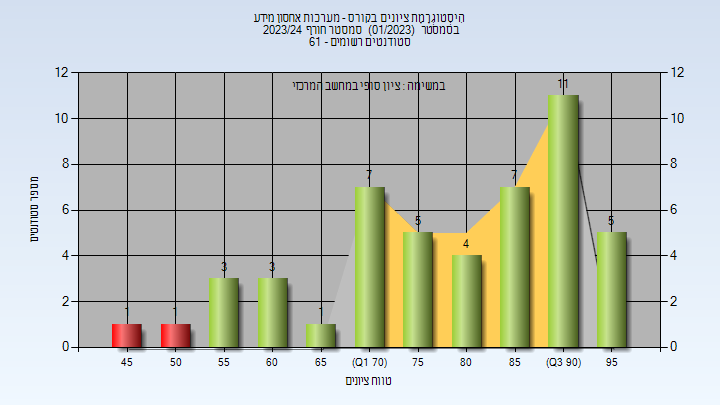 היסטוגרמת ציונים בקורס - מערכות אחסון מידע
בסמסטר (01/2023) סמסטר חורף 2023/24
סטודנטים רשומים - 61
במשימה : ציון סופי במחשב המרכזי
12 12
10 10
8 8
6 6
4 4
2 2
0 0
מספר סטודנטים
1 1 3 3 1 7 5 4 7 11 5
45 50 55 60 65 (Q1 70) 75 80 85 (Q3 90) 95
טווח ציונים